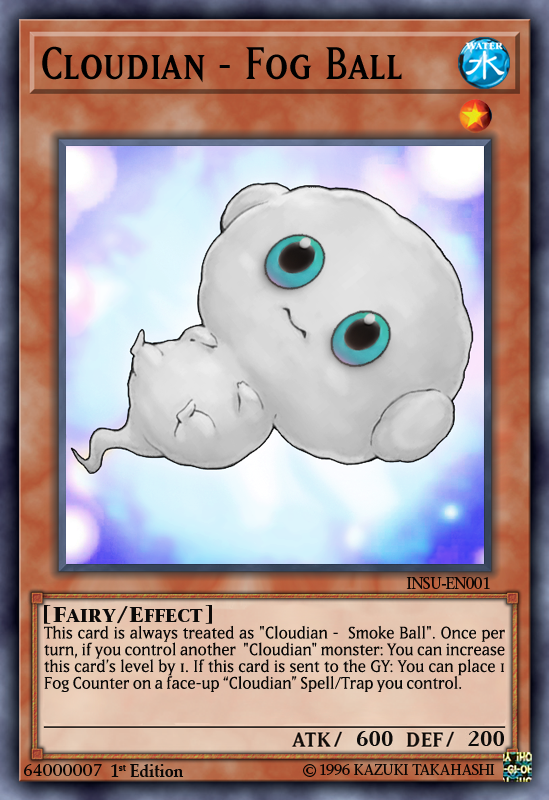 CLOUDIAN - FOG BALL
WATER
水
INSU-EN001
[FAIRY/EFFECT]
This card is always treated as "Cloudian - Smoke Ball". Once per
turn, if you control another "Cloudian" monster: You can increase
this card's level by 1. If this card is sent to the GY: You can place 1
Fog Counter on a face-up “Cloudian” Spell/Trap you control.
ATK/ 600 DEF/ 200
64000007 1st Edition © 1996 KAZUKI TAKAHASHI